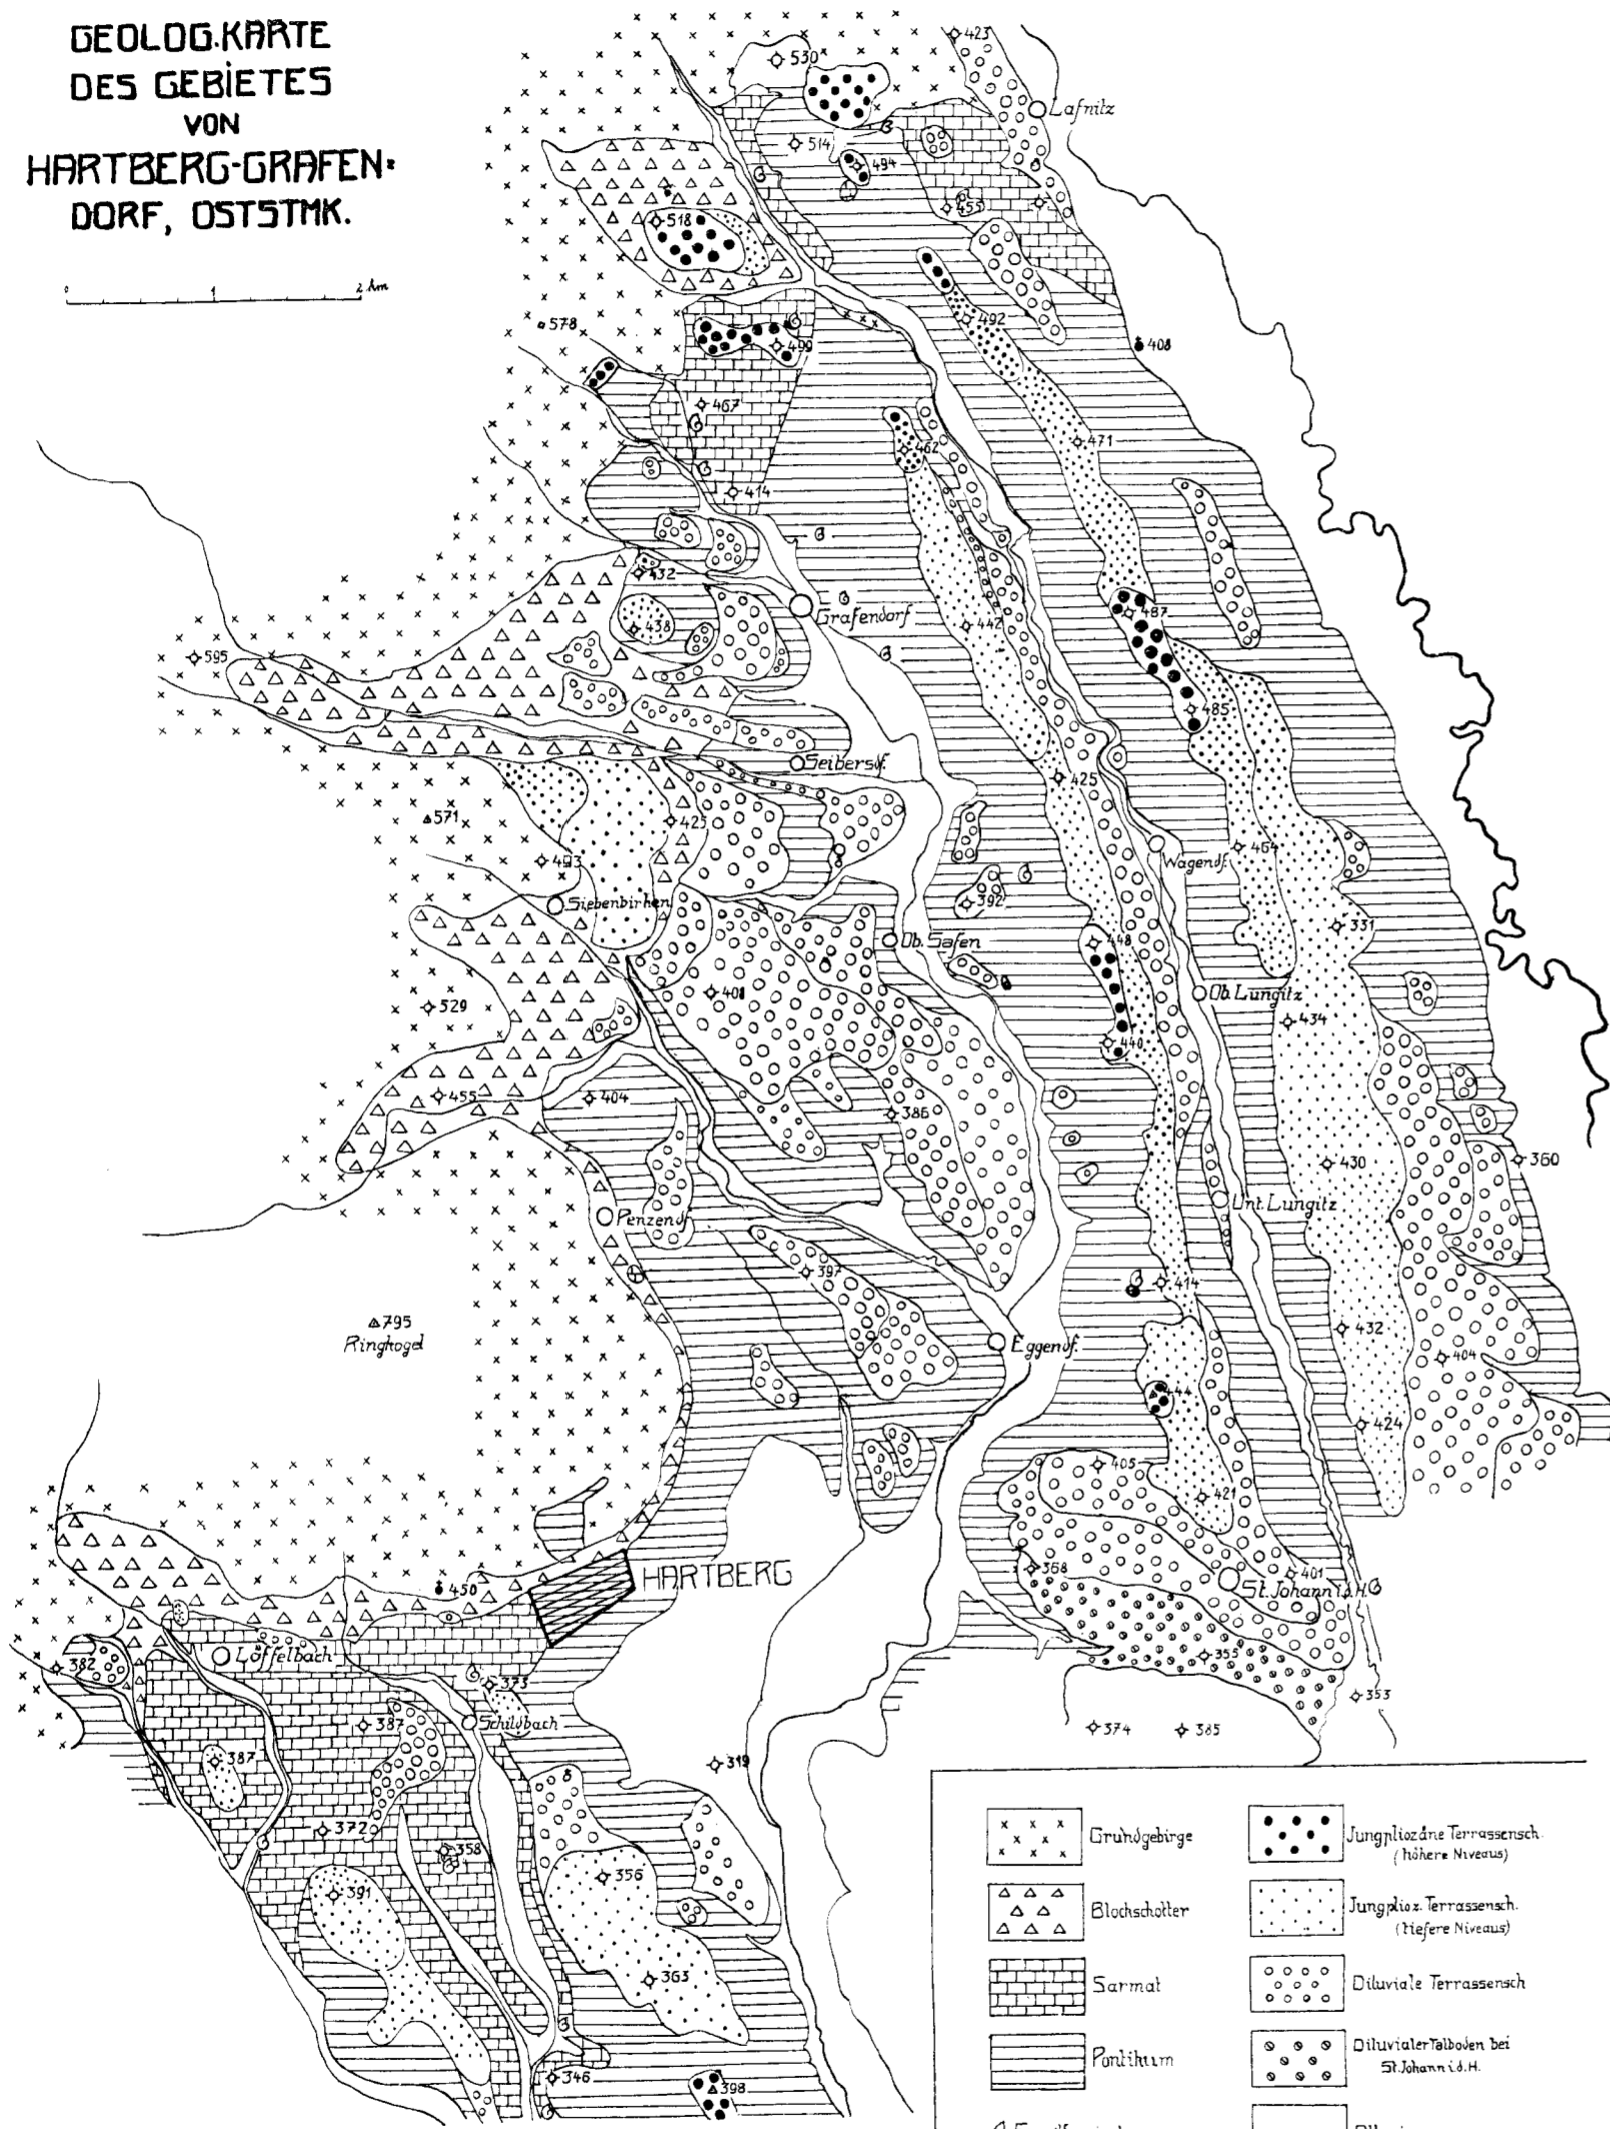 GEOLOG.KARTE
DES GEBIETES
VON
HARTBERG-GRAFEN=
DORF, OSTSTMK.
0 1 2 km
423
530
Lafnitz
514
494
455
518
578
492
499
408
467
471
462
414
432
Grafendorf
438
442
487
595
485
Seibersdf.
425
571
425
493
464
Wagendf.
Siebenbirken
392
331
Ob. Safen
448
401
Ob. Lungitz
529
434
440
455
404
386
430
360
Penzendf.
Unt. Lungitz
397
414
795
Ringkogel
Eggendf.
432
404
444
424
405
421
450
HARTBERG
368
401
St. Johann i.d.H.
382
Löffelbach
355
373
353
387
Schildbach
374
385
387
319
372
358
356
391
363
346
398
Grundgebirge
Jungpliozäne Terrassensch.
(höhere Niveaus)
Blockschotter
Jungplioz. Terrassensch.
(tiefere Niveaus)
Sarmat
Diluviale Terrassensch
Pontikum
Diluvialer Talboden bei
St. Johann i.d.H.